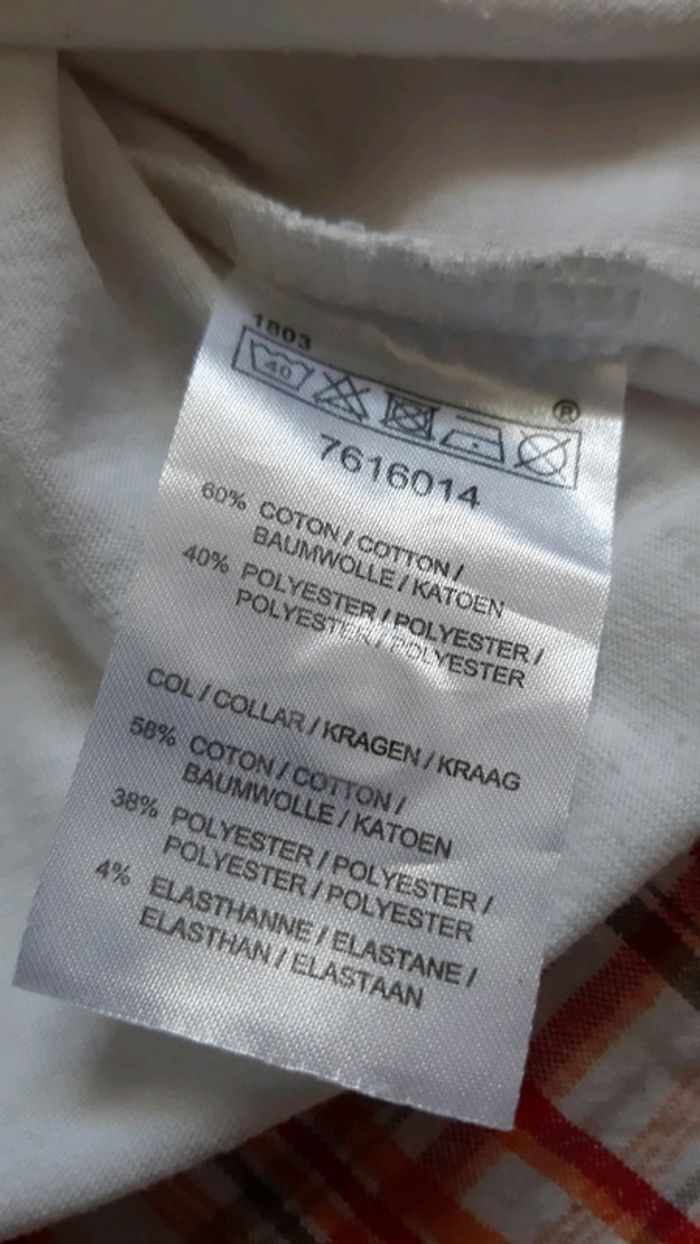 1803
40
®
7616014
60% COTON / COTTON /
BAUMWOLLE / KATOEN
40% POLYESTER / POLYESTER /
POLYESTER / POLYESTER
COL / COLLAR / KRAGEN / KRAAG
58% COTON / COTTON /
BAUMWOLLE / KATOEN
38% POLYESTER / POLYESTER /
POLYESTER / POLYESTER
4% ELASTHANNE / ELASTANE /
ELASTHAN / ELASTAAN